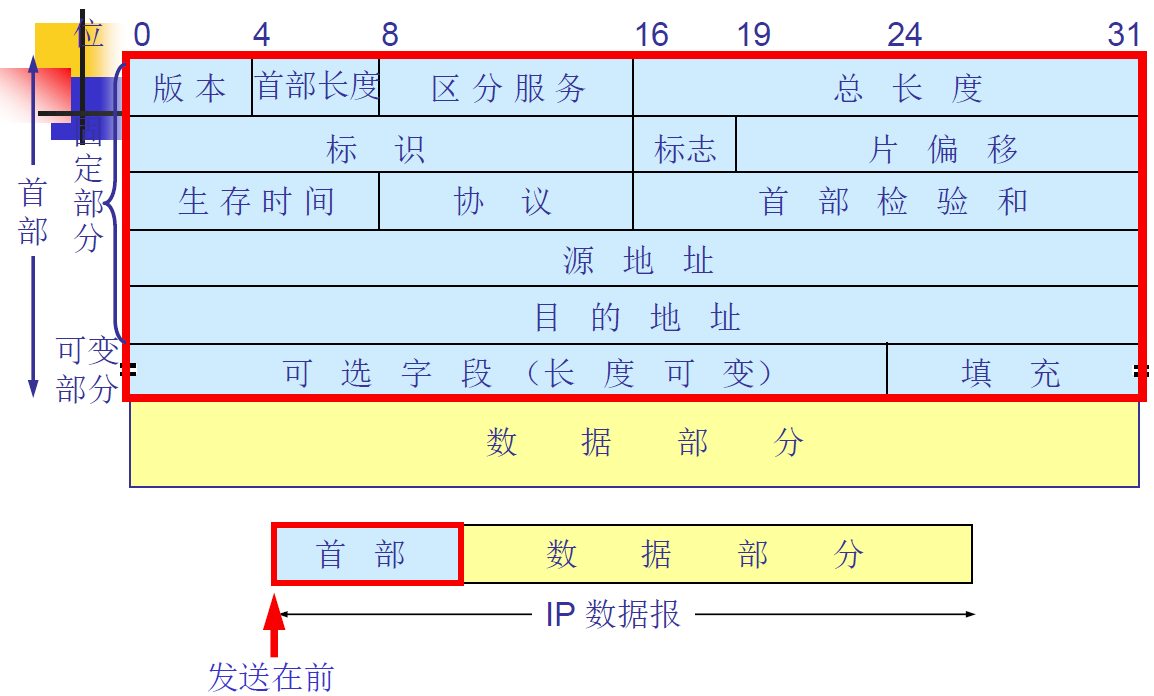 位 0 4 8 16 19 24 31
版本 首部长度 区分服务 总长度
标识 标志 片偏移
生存时间 协议 首部检验和
源地址
目的地址
可选字段（长度可变） 填充
数据部分
首部
固定部分
可变部分
首部 数据部分
IP 数据报
发送在前